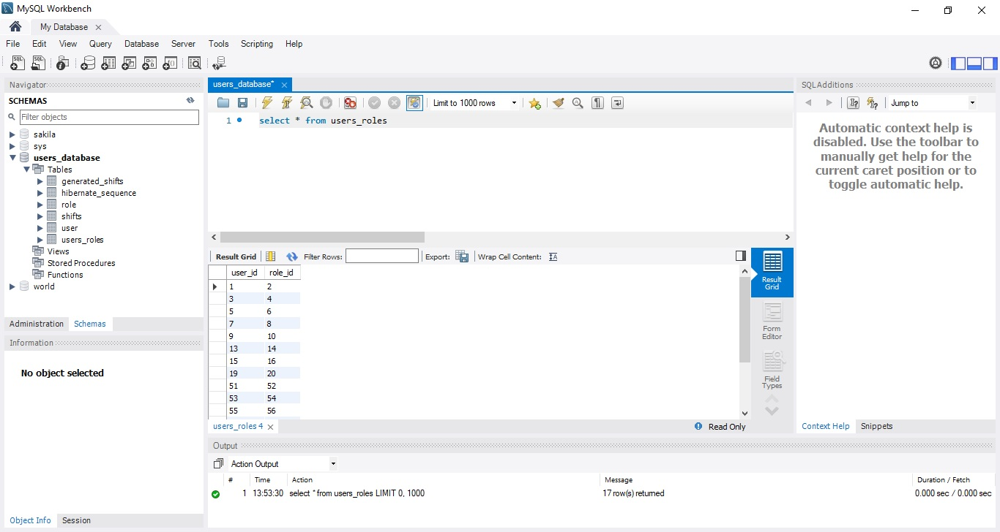 MySQL Workbench
My Database
File Edit View Query Database Server Tools Scripting Help
Navigator
SCHEMAS
Filter objects
sakila
sys
users_database
Tables
generated_shifts
hibernate_sequence
role
shifts
user
users_roles
Views
Stored Procedures
Functions
world
Administration Schemas
Information
No object selected
Object Info Session
users_database*
Limit to 1000 rows
1 select * from users_roles
Result Grid Filter Rows: Export: Wrap Cell Content:
user_id role_id
1 2
3 4
5 6
7 8
9 10
13 14
15 16
19 20
51 52
53 54
55 56
Result
Grid
Form
Editor
Field
Types
users_roles 4
Read Only
SQLAdditions
Jump to
Automatic context help is
disabled. Use the toolbar to
manually get help for the
current caret position or to
toggle automatic help.
Context Help Snippets
Output
Action Output
# Time Action Message Duration / Fetch
1 13:53:30 select * from users_roles LIMIT 0, 1000 17 row(s) returned 0.000 sec / 0.000 sec